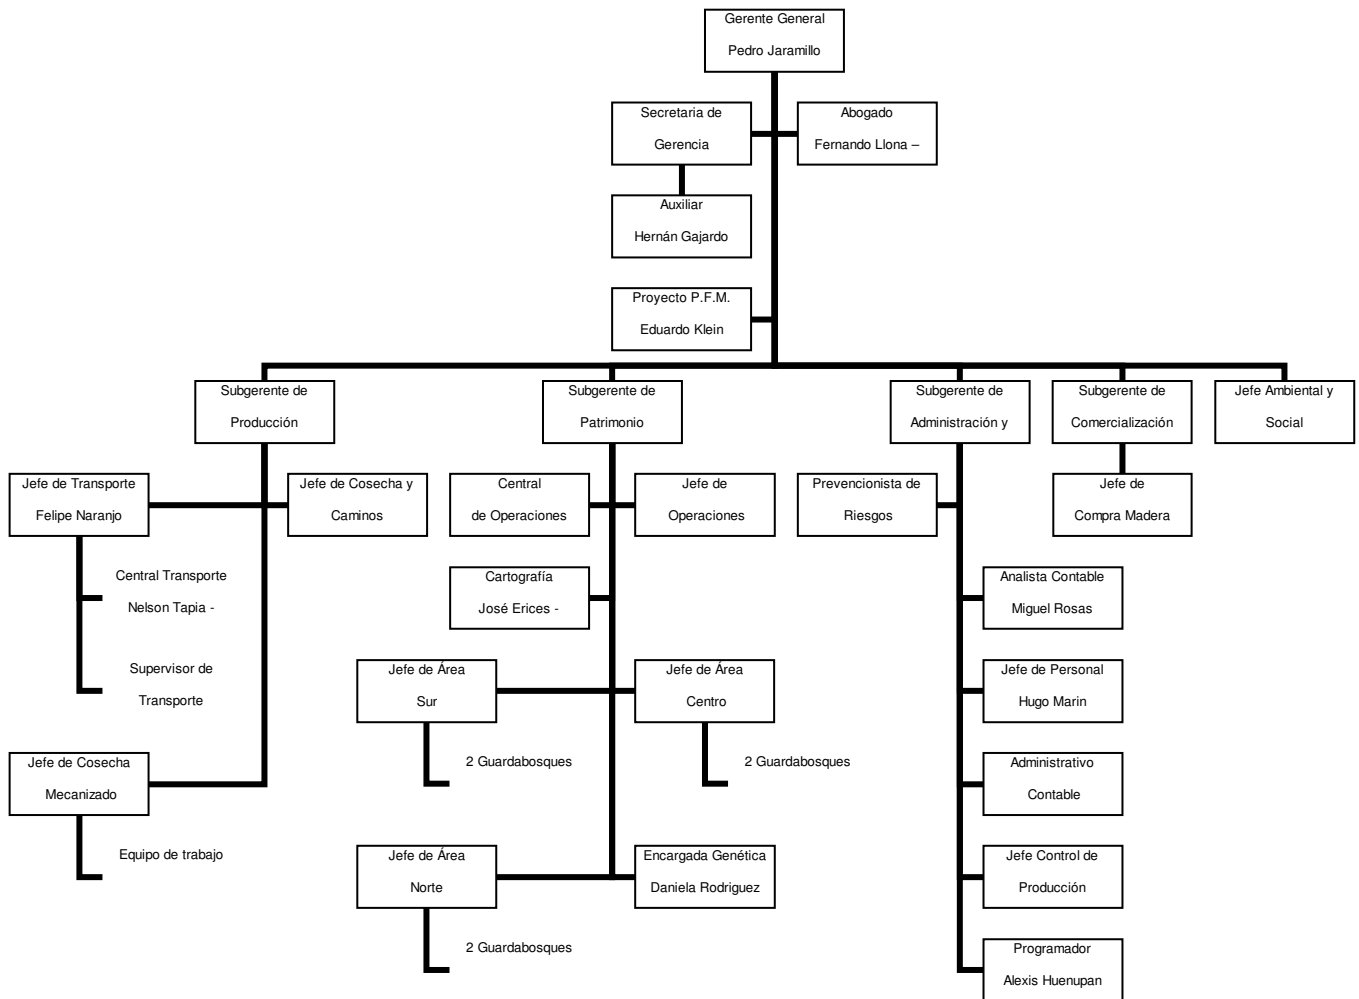 Gerente General
Pedro Jaramillo
Secretaria de
Gerencia
Abogado
Fernando Llona –
Auxiliar
Hernán Gajardo
Proyecto P.F.M.
Eduardo Klein
Subgerente de
Producción
Subgerente de
Patrimonio
Subgerente de
Administración y
Subgerente de
Comercialización
Jefe Ambiental y
Social
Jefe de Transporte
Felipe Naranjo
Jefe de Cosecha y
Caminos
Central
de Operaciones
Jefe de
Operaciones
Prevencionista de
Riesgos
Jefe de
Compra Madera
Central Transporte
Nelson Tapia -
Cartografía
José Erices -
Analista Contable
Miguel Rosas
Supervisor de
Transporte
Jefe de Área
Sur
Jefe de Área
Centro
Jefe de Personal
Hugo Marin
Jefe de Cosecha
Mecanizado
2 Guardabosques
2 Guardabosques
Administrativo
Contable
Equipo de trabajo
Jefe de Área
Norte
Encargada Genética
Daniela Rodriguez
Jefe Control de
Producción
2 Guardabosques
Programador
Alexis Huenupan